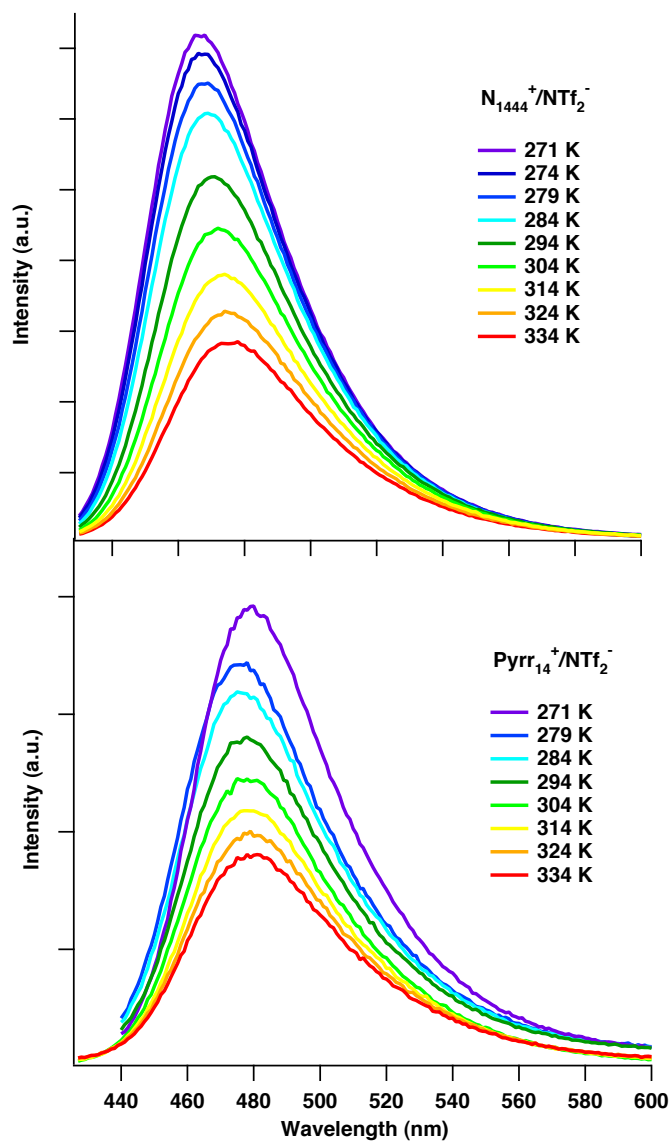 N₁₄₄₄⁺/NTf₂⁻
271 K
274 K
279 K
284 K
294 K
304 K
314 K
324 K
334 K
Intensity (a.u.)
Pyrr₁₄⁺/NTf₂⁻
271 K
279 K
284 K
294 K
304 K
314 K
324 K
334 K
Intensity (a.u.)
440 460 480 500 520 540 560 580 600
Wavelength (nm)